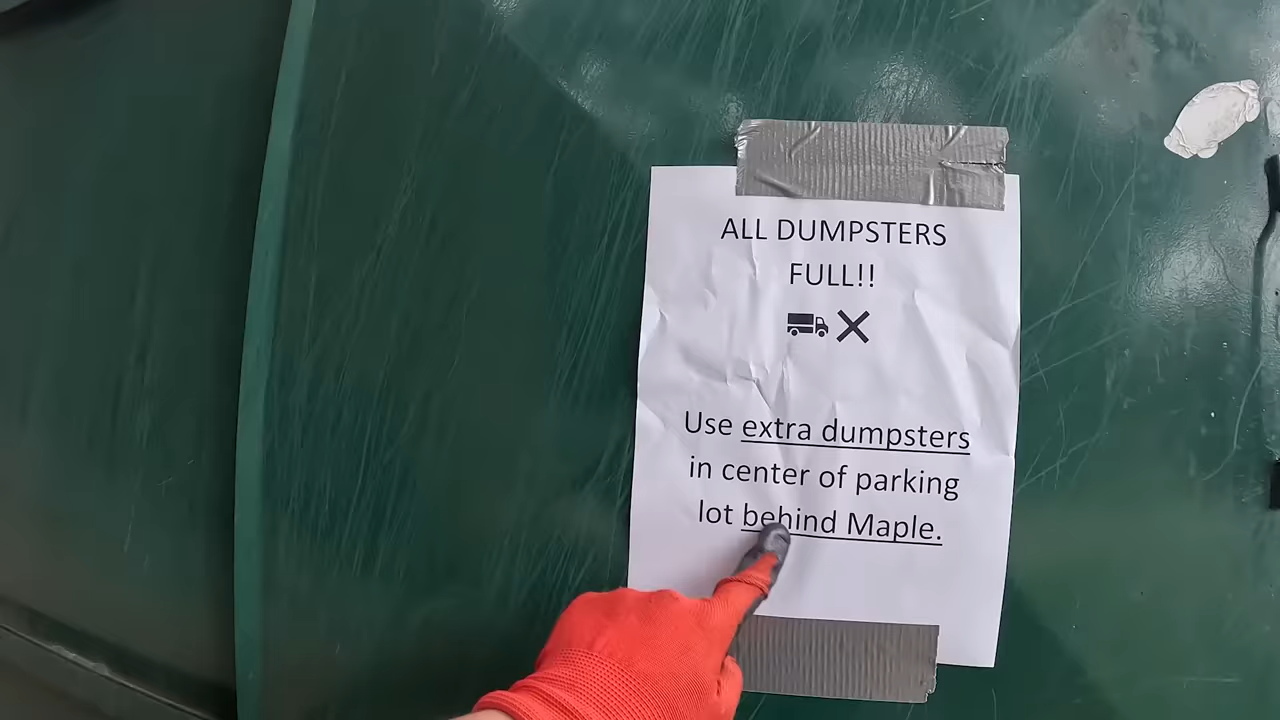 ALL DUMPSTERS
FULL!!
Use extra dumpsters
in center of parking
lot behind Maple.